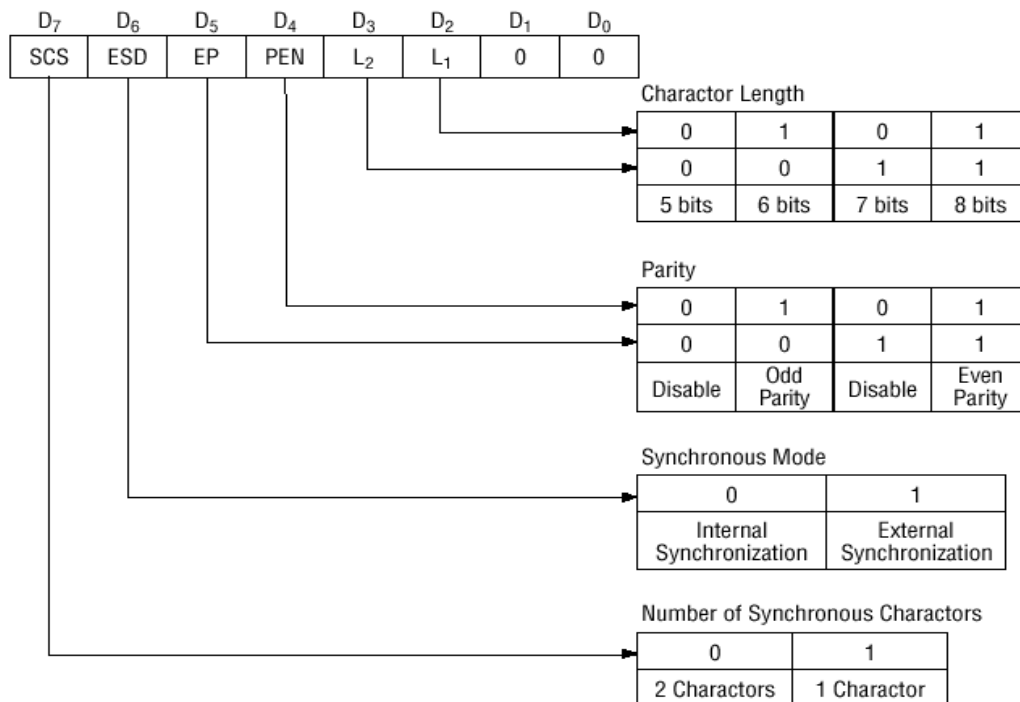 D7 D6 D5 D4 D3 D2 D1 D0
SCS ESD EP PEN L2 L1 0 0
Charactor Length
0 1 0 1
0 0 1 1
5 bits 6 bits 7 bits 8 bits
Parity
0 1 0 1
0 0 1 1
Disable Odd Parity Disable Even Parity
Synchronous Mode
0 1
Internal Synchronization External Synchronization
Number of Synchronous Charactors
0 1
2 Charactors 1 Charactor